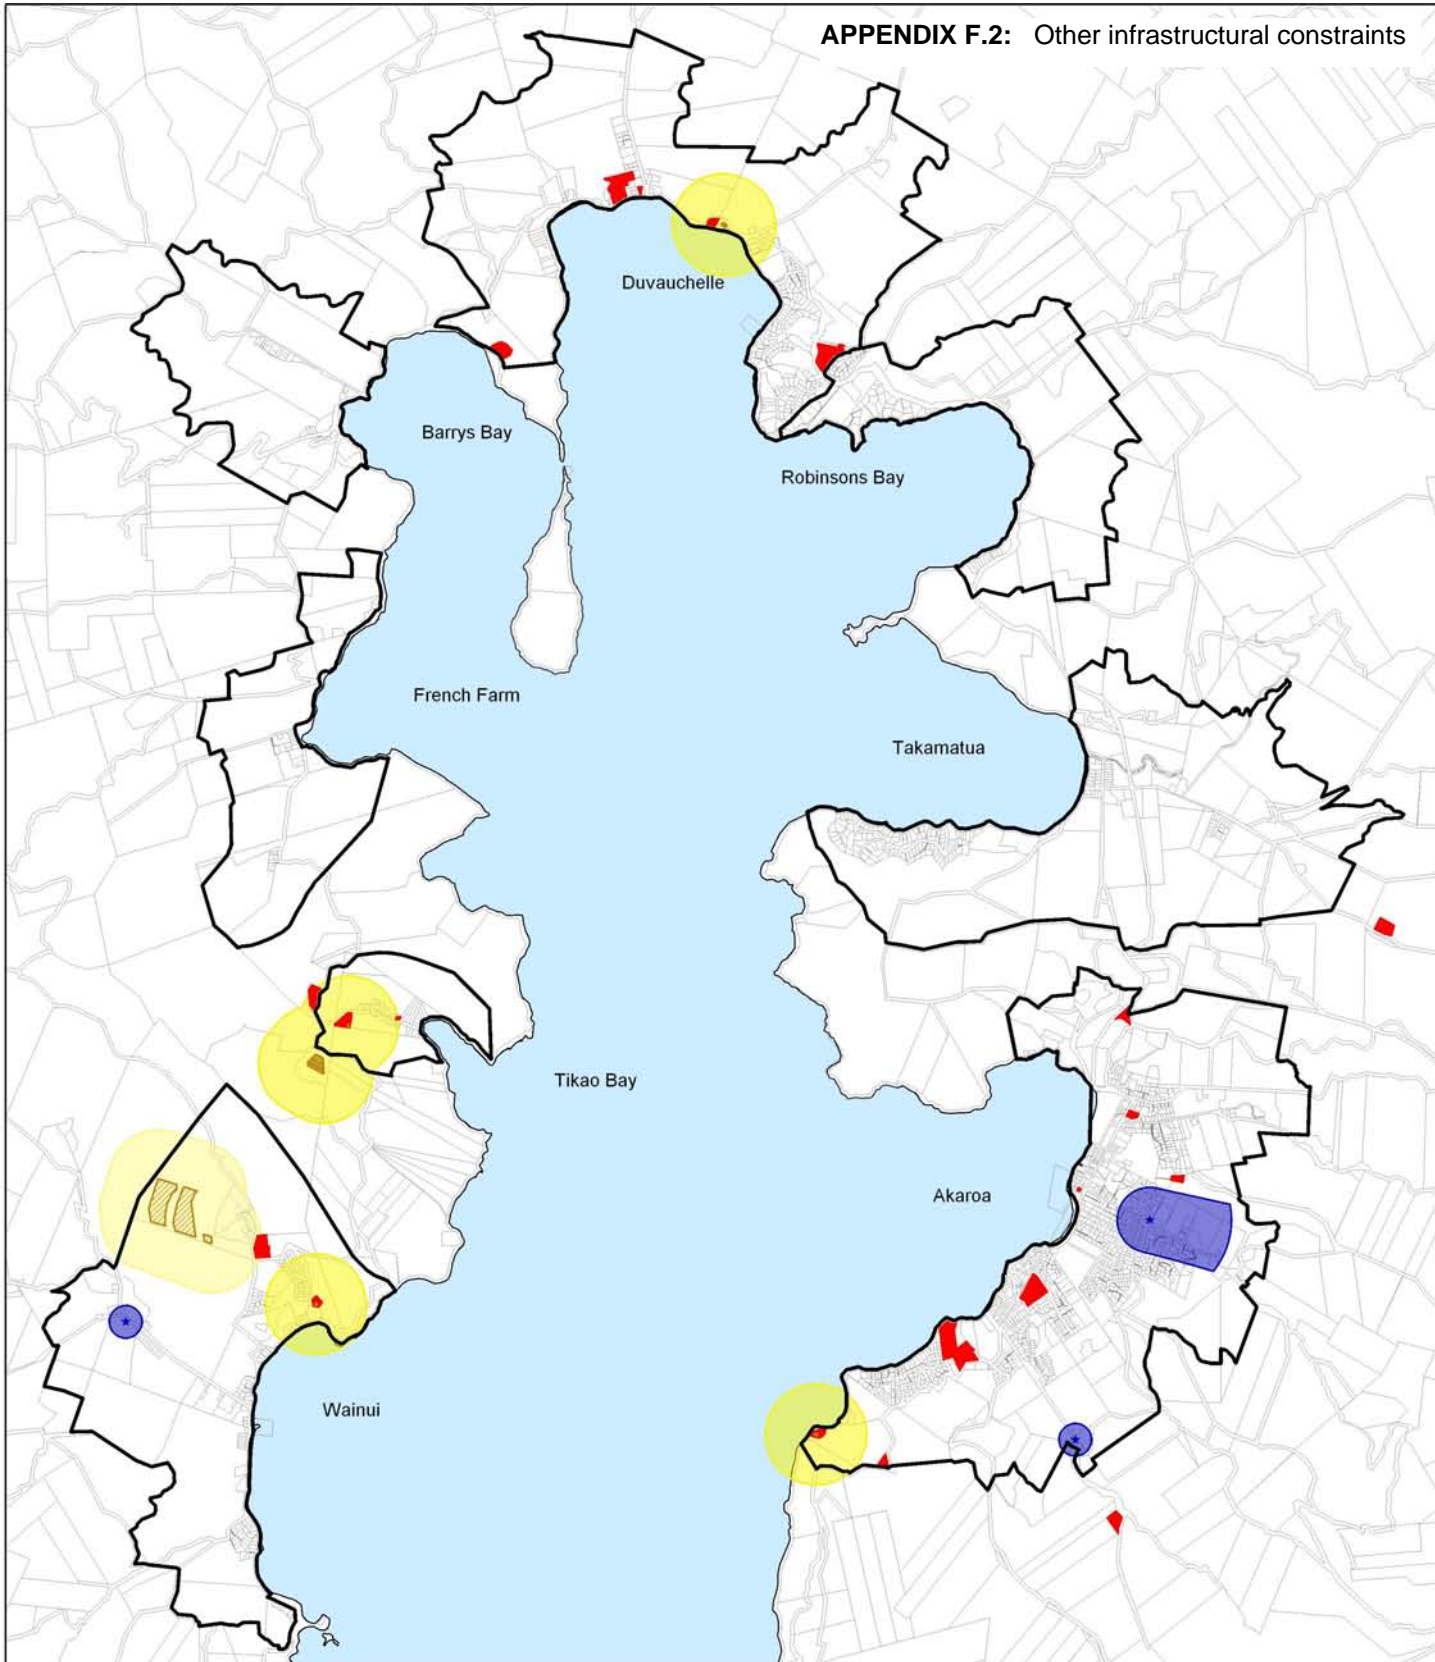 APPENDIX F.2: Other infrastructural constraints
Duvauchelle
Barrys Bay
Robinsons Bay
French Farm
Takamatua
Tikao Bay
Akaroa
Wainui